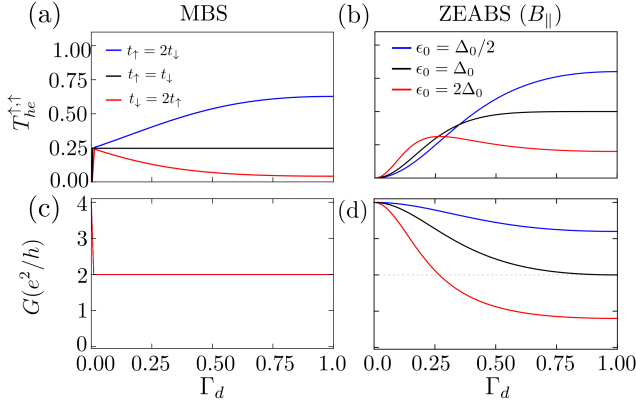 MBS
ZEABS (B∥)
(a)
(b)
1.00
0.75
0.50
0.25
0.00
T_{he}^{↑,↑}
t↑ = 2t↓
t↑ = t↓
t↓ = 2t↑
ϵ₀ = Δ₀/2
ϵ₀ = Δ₀
ϵ₀ = 2Δ₀
(c)
(d)
4
3
2
1
0
G(e²/h)
0.00 0.25 0.50 0.75 1.0
Γ_d
0.00 0.25 0.50 0.75 1.00
Γ_d